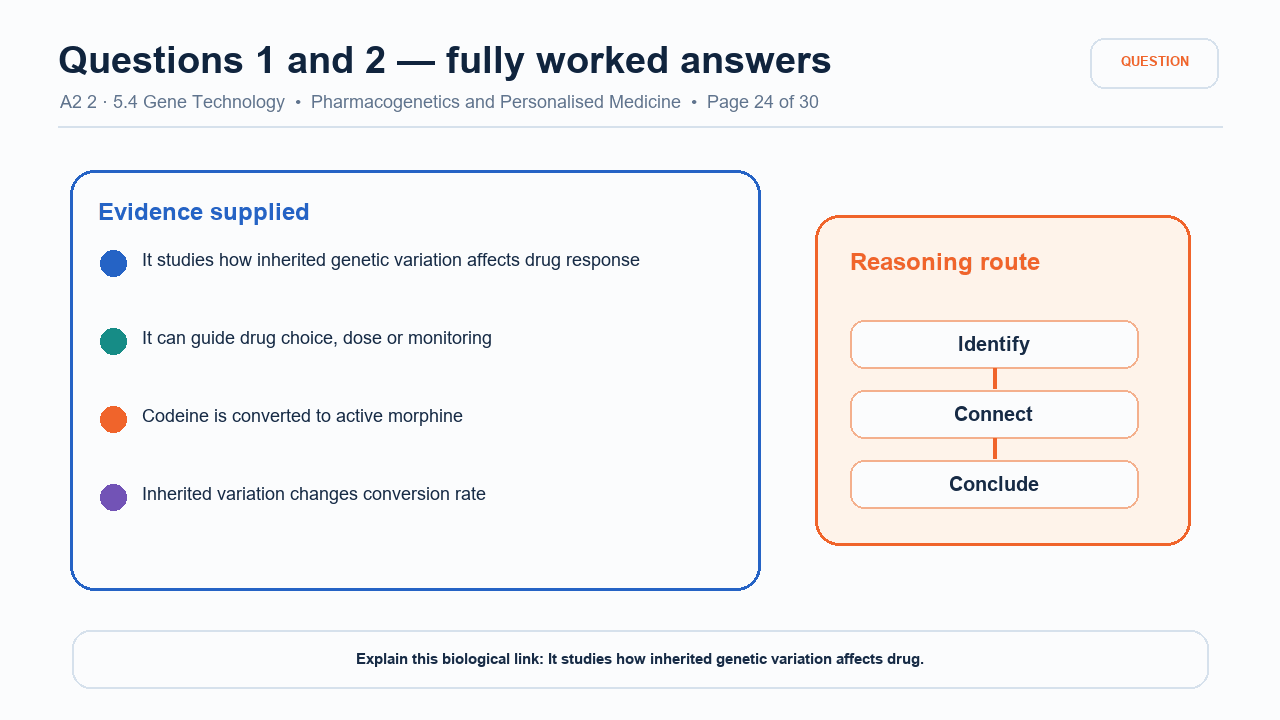 Questions 1 and 2 — fully worked answers
QUESTION
A2 2 · 5.4 Gene Technology • Pharmacogenetics and Personalised Medicine • Page 24 of 30
Evidence supplied
It studies how inherited genetic variation affects drug response
It can guide drug choice, dose or monitoring
Codeine is converted to active morphine
Inherited variation changes conversion rate
Reasoning route
Identify
Connect
Conclude
Explain this biological link: It studies how inherited genetic variation affects drug.